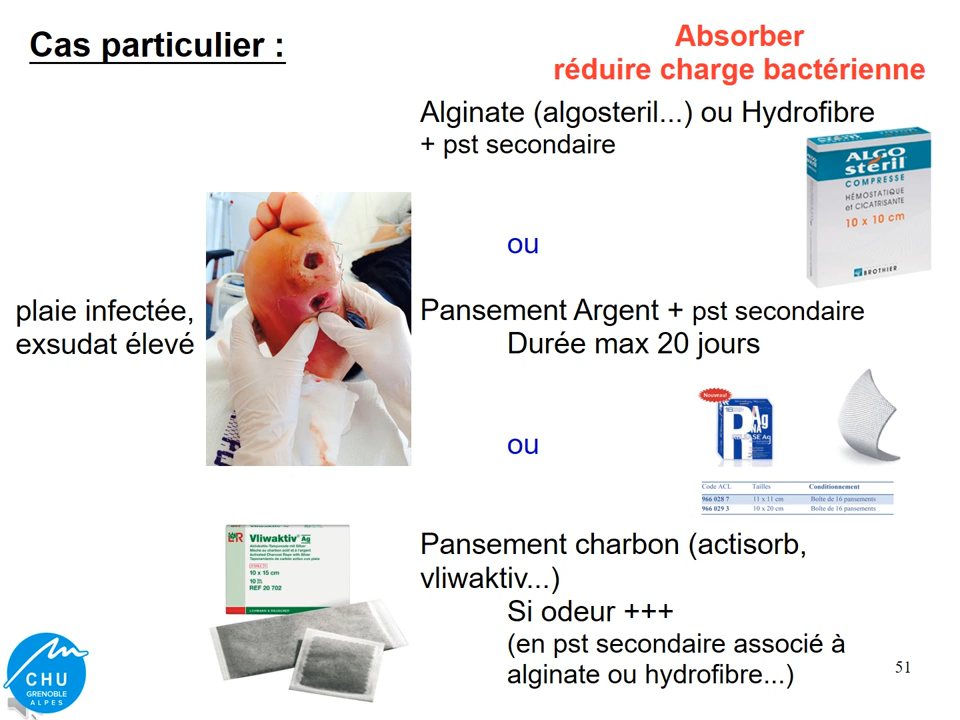 Cas particulier :
Absorber
réduire charge bactérienne
Alginate (algosteril...) ou Hydrofibre
+ pst secondaire
ALGO
stéril
COMPRESSE
HÉMOSTATIQUE
et CICATRISANTE
10 x 10 cm
BROTHIER
ou
plaie infectée,
exsudat élevé
Pansement Argent + pst secondaire
Durée max 20 jours
Nouveau!
Ag
R
ou
Code ACL Tailles Conditionnement
966 028 7 11 x 11 cm Boîte de 16 pansements
966 029 3 10 x 20 cm Boîte de 16 pansements
L&R
Vliwaktiv® Ag
10 x 15 cm
10
REF 20 702
Pansement charbon (actisorb,
vliwaktiv...)
Si odeur +++
(en pst secondaire associé à
alginate ou hydrofibre...)
CHU
GRENOBLE
ALPES
51